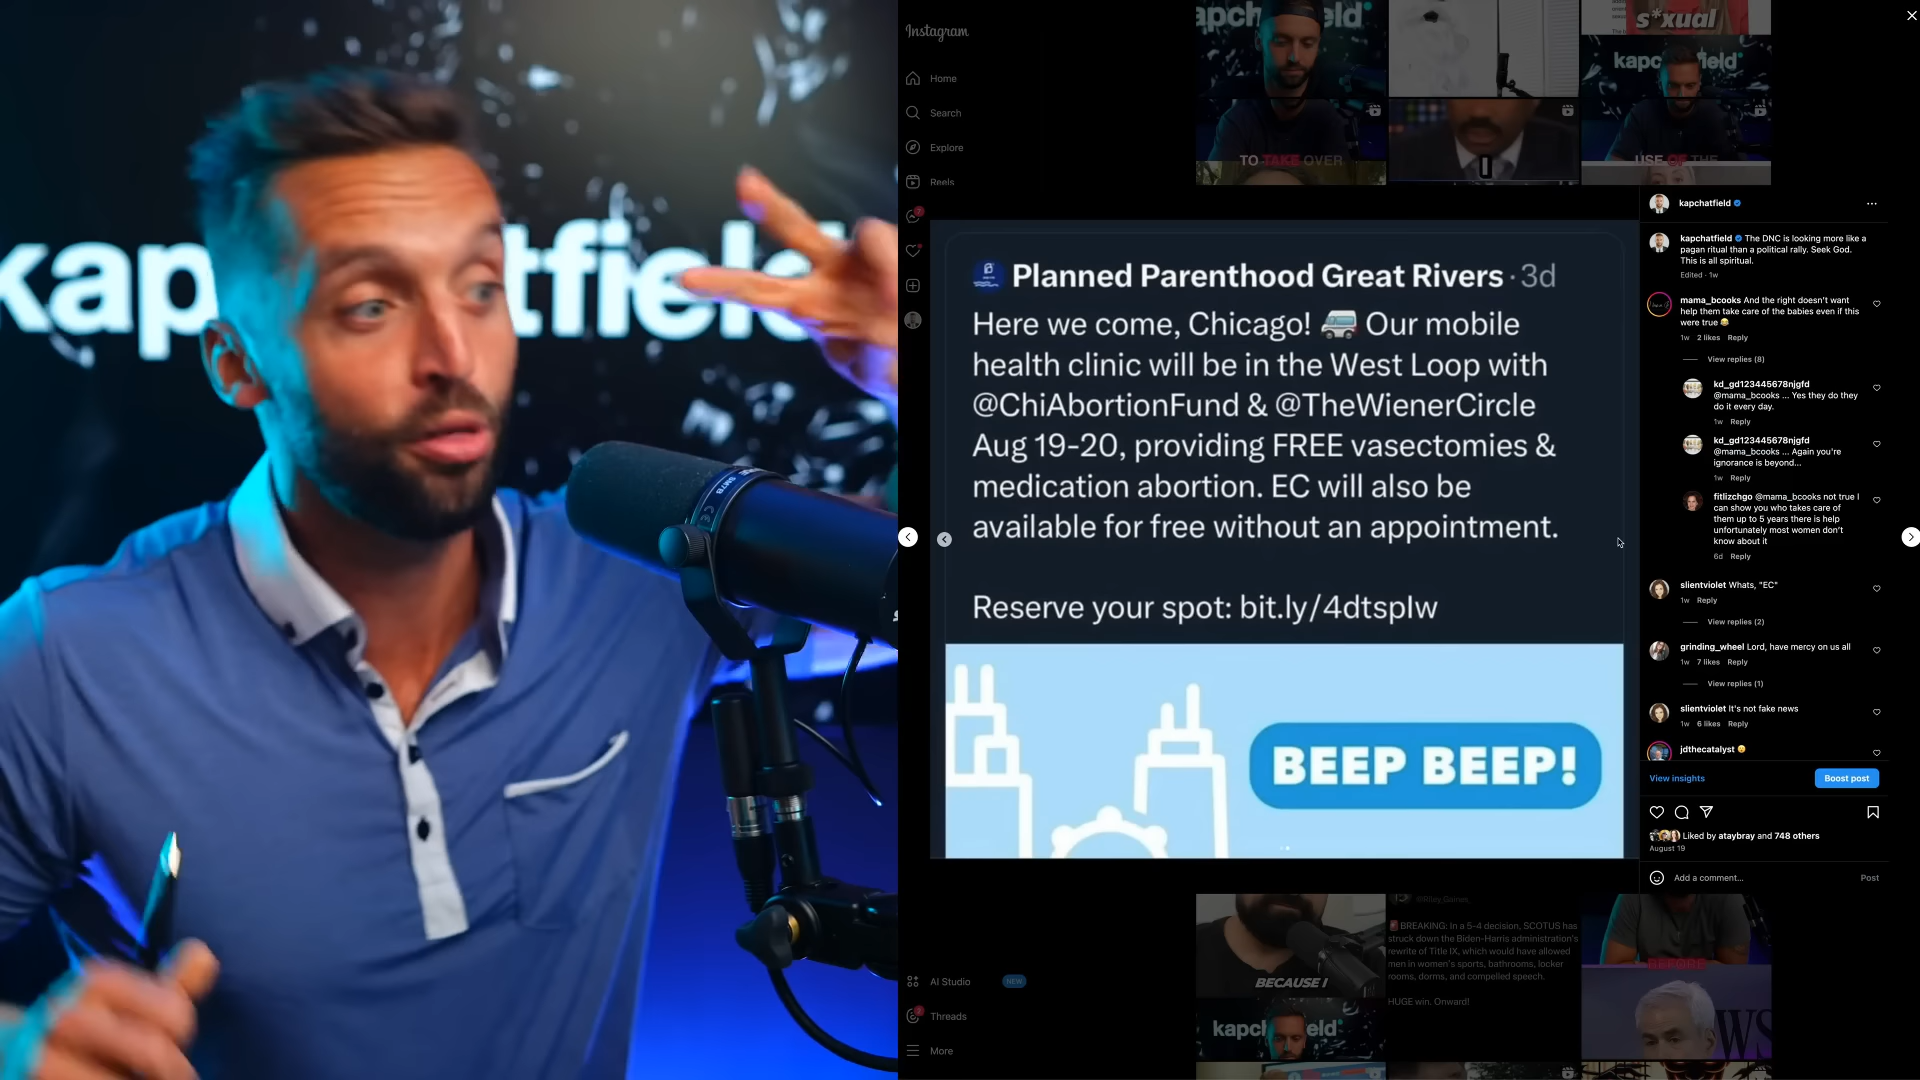 kap
tfield
SM7B
Instagram
Home
Search
Explore
Reels
AI Studio
NEW
Threads
More
s*xual
kapchatfield
TO TAKE OVER
USE OF THE
Planned Parenthood Great Rivers · 3d
Here we come, Chicago! 🚐 Our mobile
health clinic will be in the West Loop with
@ChiAbortionFund & @TheWienerCircle
Aug 19-20, providing FREE vasectomies &
medication abortion. EC will also be
available for free without an appointment.
Reserve your spot: bit.ly/4dtsplw
BEEP BEEP!
kapchatfield
kapchatfield The DNC is looking more like a
pagan ritual than a political rally. Seek God.
This is all spiritual.
Edited · 1w
mama_bcooks And the right doesn't want
help them take care of the babies even if this
were true 😂
1w 2 likes Reply
View replies (8)
kd_gd123445678njgfd
@mama_bcooks ... Yes they do they
do it every day.
1w Reply
kd_gd123445678njgfd
@mama_bcooks ... Again you're
ignorance is beyond...
1w Reply
fitlizchgo @mama_bcooks not true I
can show you who takes care of
them up to 5 years there is help
unfortunately most women don't
know about it
6d Reply
slientviolet Whats, "EC"
1w Reply
View replies (2)
grinding_wheel Lord, have mercy on us all
1w 7 likes Reply
View replies (1)
slientviolet It's not fake news
1w 6 likes Reply
jdthecatalyst 😮
View insights
Boost post
Liked by ataybray and 748 others
August 19
Add a comment...
Post
BECAUSE I
@Riley_Gaines_
🚨BREAKING: In a 5-4 decision, SCOTUS has
struck down the Biden-Harris administration's
rewrite of Title IX, which would have allowed
men in women's sports, bathrooms, locker
rooms, dorms, and compelled speech.
HUGE win. Onward!
BEFORE
WS